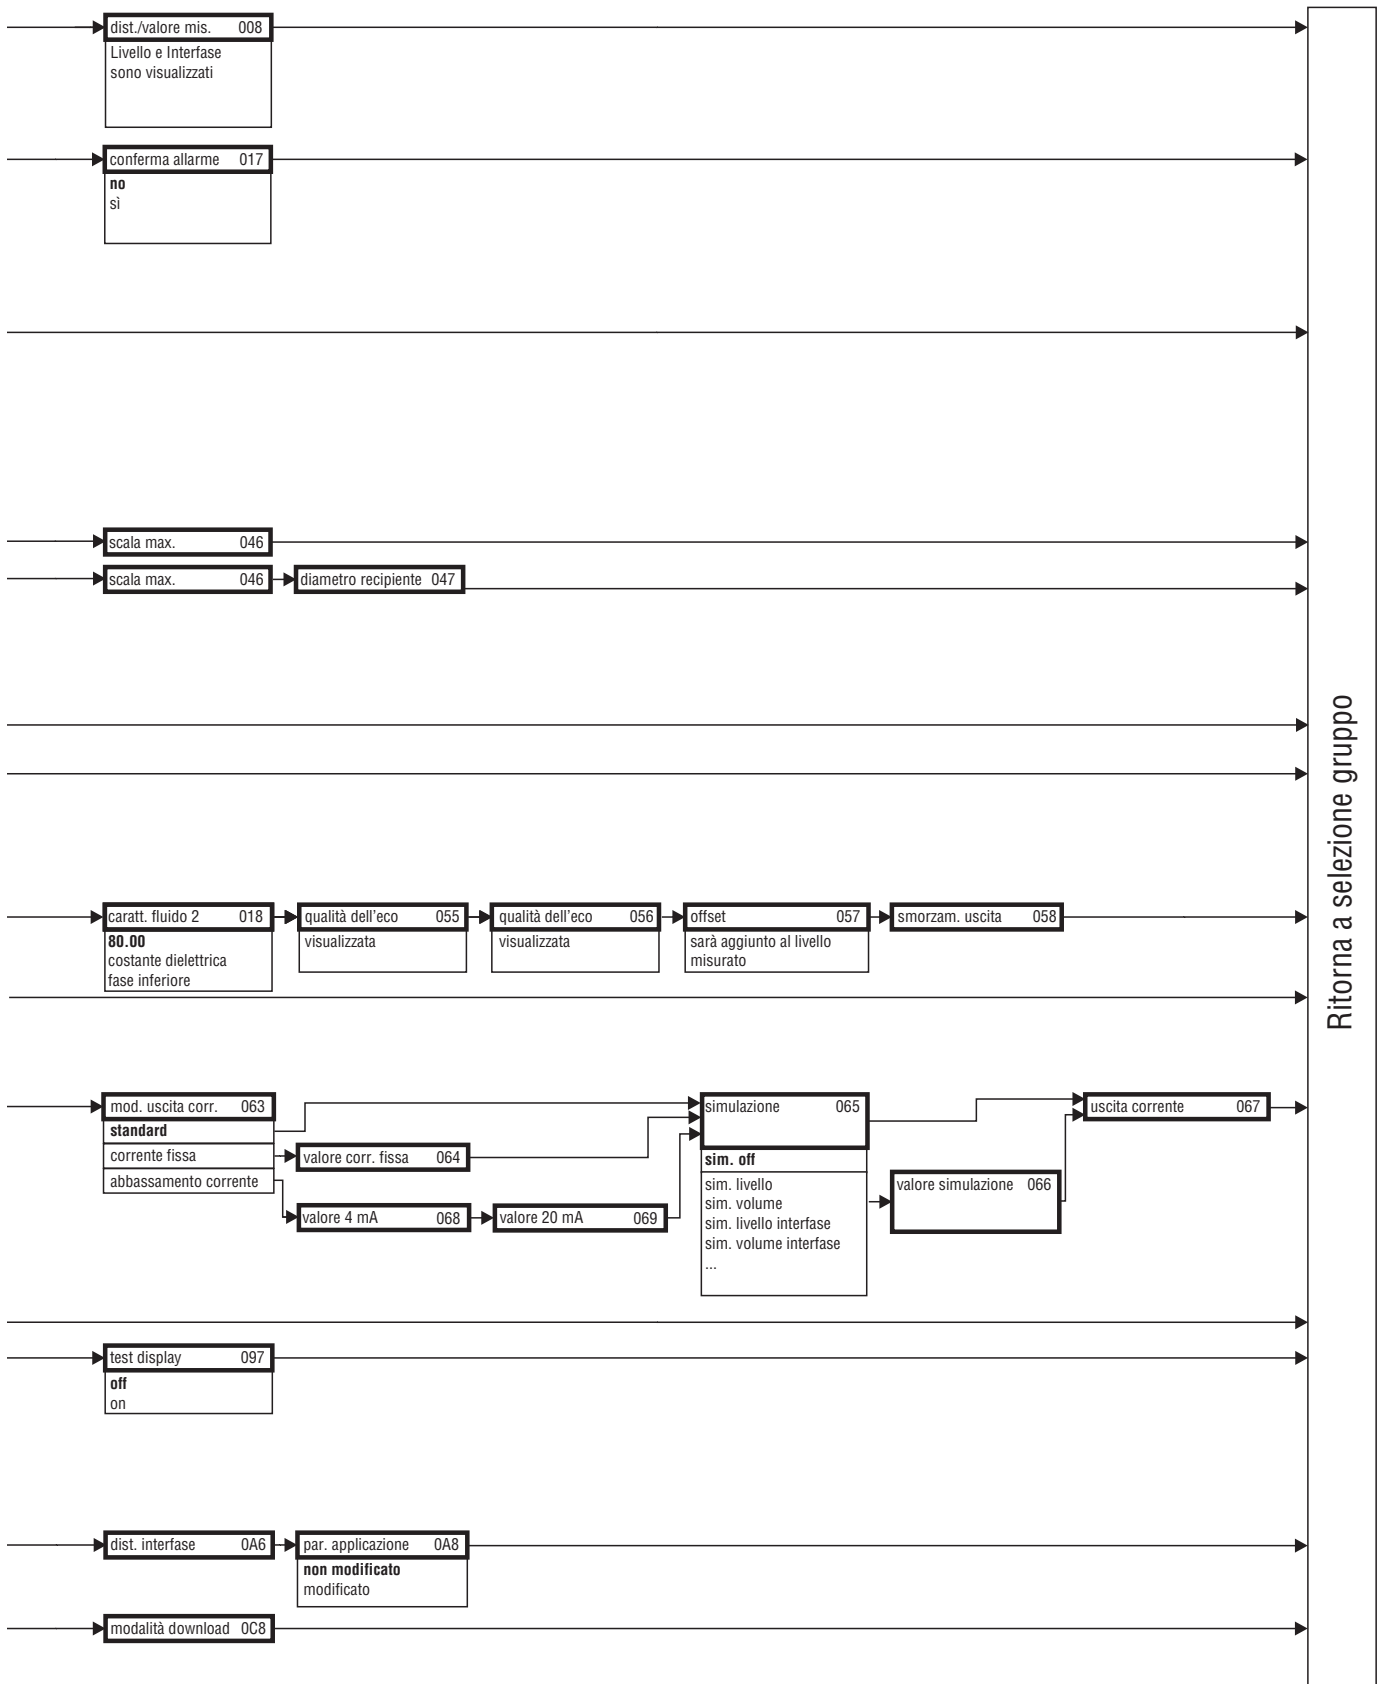 dist./valore mis. 008
Livello e Interfase
sono visualizzati
conferma allarme 017
no
sì
scala max. 046
scala max. 046
diametro recipiente 047
Ritorna a selezione gruppo
caratt. fluido 2 018
80.00
costante dielettrica
fase inferiore
qualità dell'eco 055
visualizzata
qualità dell'eco 056
visualizzata
offset 057
sarà aggiunto al livello
misurato
smorzam. uscita 058
mod. uscita corr. 063
standard
corrente fissa
abbassamento corrente
valore corr. fissa 064
valore 4 mA 068
valore 20 mA 069
simulazione 065
sim. off
sim. livello
sim. volume
sim. livello interfase
sim. volume interfase
...
valore simulazione 066
uscita corrente 067
test display 097
off
on
dist. interfase 0A6
par. applicazione 0A8
non modificato
modificato
modalità download 0C8